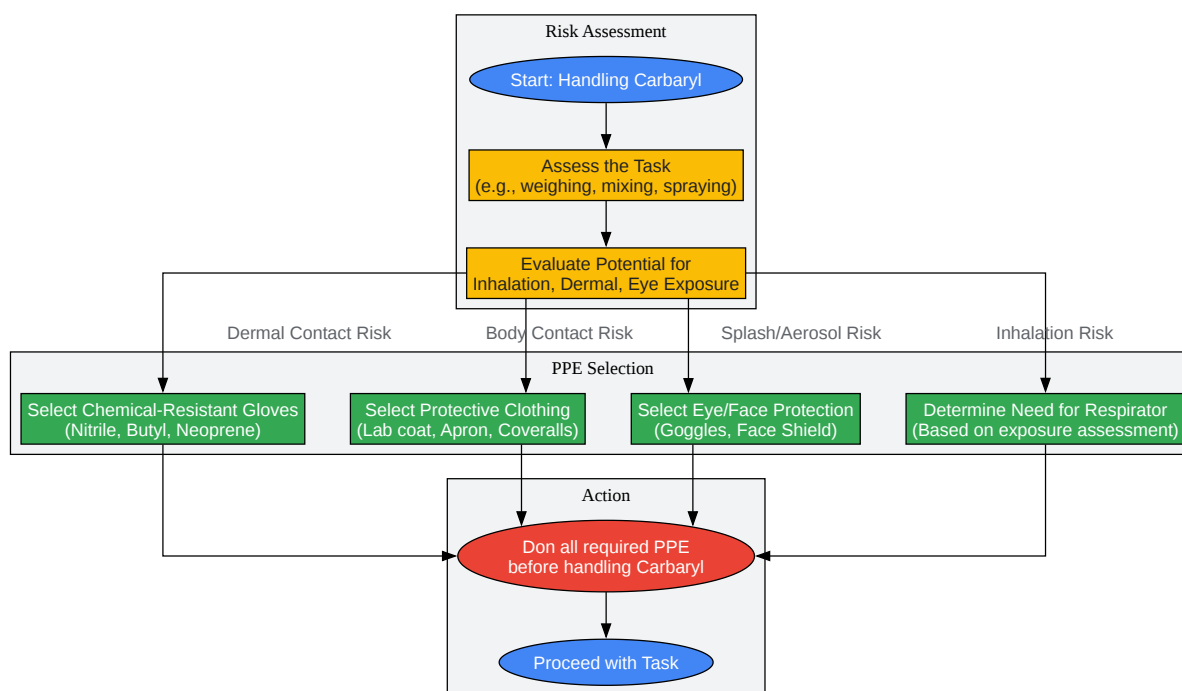 Risk Assessment
Start: Handling Carbaryl
Assess the Task
(e.g., weighing, mixing, spraying)
Evaluate Potential for
Inhalation, Dermal, Eye Exposure
Dermal Contact Risk
Body Contact Risk
Splash/Aerosol Risk
Inhalation Risk
PPE Selection
Select Chemical-Resistant Gloves
(Nitrile, Butyl, Neoprene)
Select Protective Clothing
(Lab coat, Apron, Coveralls)
Select Eye/Face Protection
(Goggles, Face Shield)
Determine Need for Respirator
(Based on exposure assessment)
Action
Don all required PPE
before handling Carbaryl
Proceed with Task